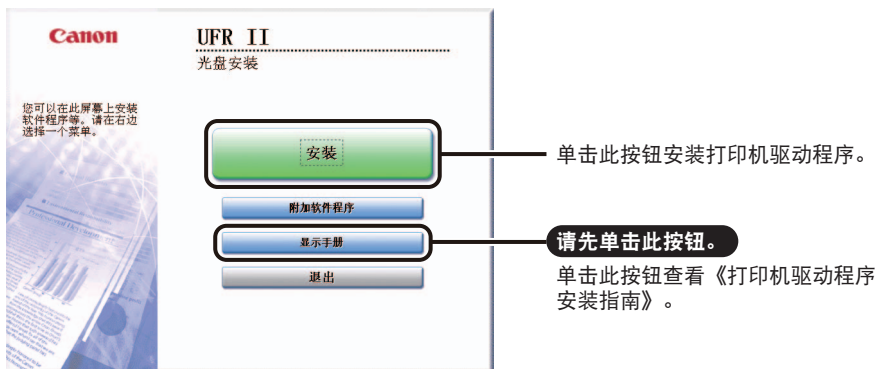 Canon
UFR II
光盘安装
您可以在此屏幕上安装
软件程序等。请在右边
选择一个菜单。
安装
单击此按钮安装打印机驱动程序。
附加软件程序
显示手册
请先单击此按钮。
单击此按钮查看《打印机驱动程序
安装指南》。
退出